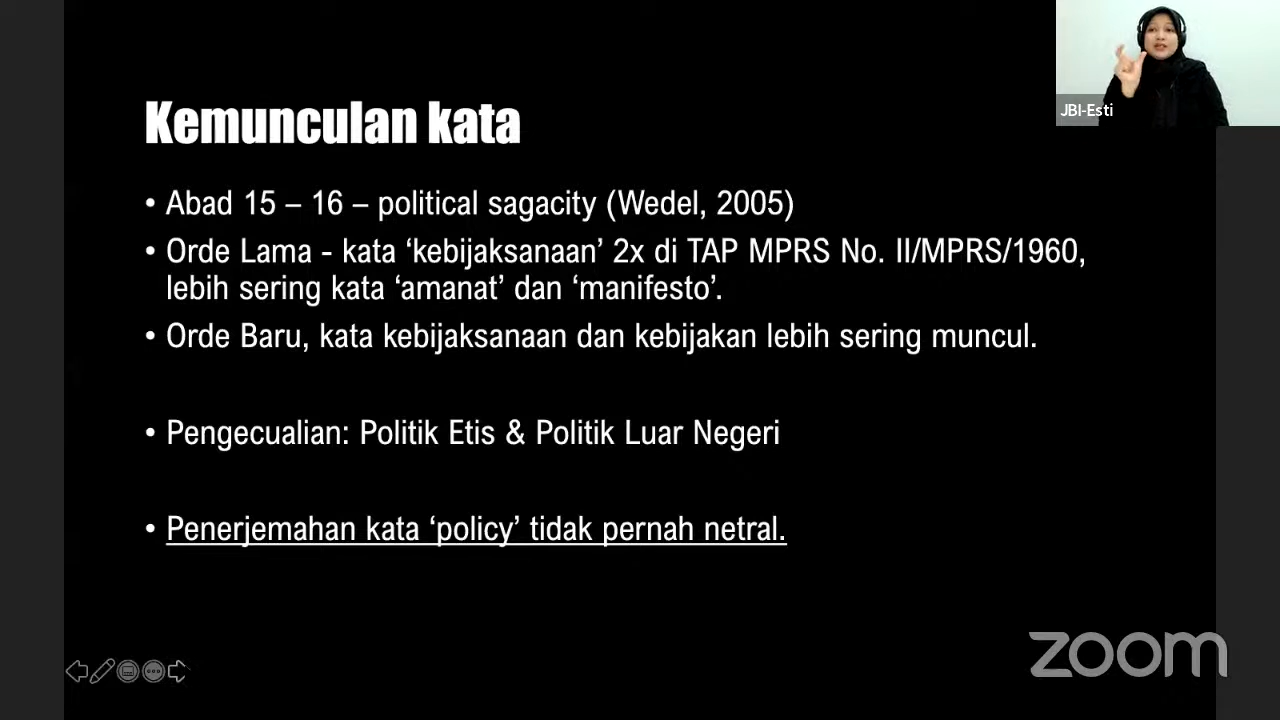 JBI-Esti
Kemunculan kata
• Abad 15 – 16 – political sagacity (Wedel, 2005)
• Orde Lama - kata ‘kebijaksanaan’ 2x di TAP MPRS No. II/MPRS/1960,
lebih sering kata ‘amanat’ dan ‘manifesto’.
• Orde Baru, kata kebijaksanaan dan kebijakan lebih sering muncul.
• Pengecualian: Politik Etis & Politik Luar Negeri
• Penerjemahan kata ‘policy’ tidak pernah netral.
zoom